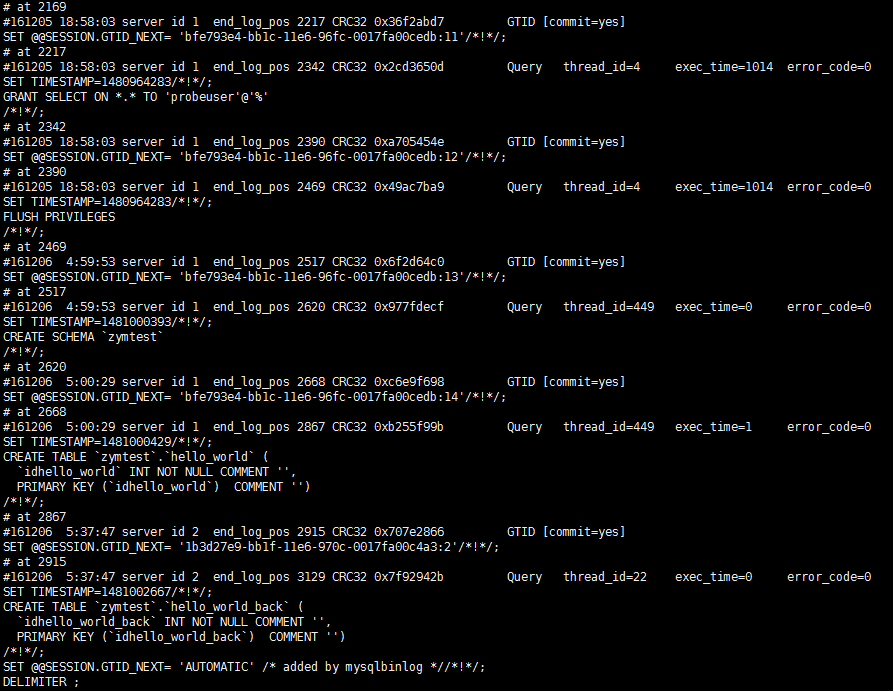 # at 2169
#161205 18:58:03 server id 1  end_log_pos 2217 CRC32 0x36f2abd7         GTID [commit=yes]
SET @@SESSION.GTID_NEXT= 'bfe793e4-bb1c-11e6-96fc-0017fa00cedb:11'/*!*/;
# at 2217
#161205 18:58:03 server id 1  end_log_pos 2342 CRC32 0x2cd3650d         Query   thread_id=4     exec_time=1014  error_code=0
SET TIMESTAMP=1480964283/*!*/;
GRANT SELECT ON *.* TO 'probeuser'@'%'
/*!*/;
# at 2342
#161205 18:58:03 server id 1  end_log_pos 2390 CRC32 0xa705454e         GTID [commit=yes]
SET @@SESSION.GTID_NEXT= 'bfe793e4-bb1c-11e6-96fc-0017fa00cedb:12'/*!*/;
# at 2390
#161205 18:58:03 server id 1  end_log_pos 2469 CRC32 0x49ac7ba9         Query   thread_id=4     exec_time=1014  error_code=0
SET TIMESTAMP=1480964283/*!*/;
FLUSH PRIVILEGES
/*!*/;
# at 2469
#161206  4:59:53 server id 1  end_log_pos 2517 CRC32 0x6f2d64c0         GTID [commit=yes]
SET @@SESSION.GTID_NEXT= 'bfe793e4-bb1c-11e6-96fc-0017fa00cedb:13'/*!*/;
# at 2517
#161206  4:59:53 server id 1  end_log_pos 2620 CRC32 0x977fdecf         Query   thread_id=449   exec_time=0     error_code=0
SET TIMESTAMP=1481000393/*!*/;
CREATE SCHEMA `zymtest`
/*!*/;
# at 2620
#161206  5:00:29 server id 1  end_log_pos 2668 CRC32 0xc6e9f698         GTID [commit=yes]
SET @@SESSION.GTID_NEXT= 'bfe793e4-bb1c-11e6-96fc-0017fa00cedb:14'/*!*/;
# at 2668
#161206  5:00:29 server id 1  end_log_pos 2867 CRC32 0xb255f99b         Query   thread_id=449   exec_time=1     error_code=0
SET TIMESTAMP=1481000429/*!*/;
CREATE TABLE `zymtest`.`hello_world` (
  `idhello_world` INT NOT NULL COMMENT '',
  PRIMARY KEY (`idhello_world`)  COMMENT '')
/*!*/;
# at 2867
#161206  5:37:47 server id 2  end_log_pos 2915 CRC32 0x707e2866         GTID [commit=yes]
SET @@SESSION.GTID_NEXT= '1b3d27e9-bb1f-11e6-970c-0017fa00c4a3:2'/*!*/;
# at 2915
#161206  5:37:47 server id 2  end_log_pos 3129 CRC32 0x7f92942b         Query   thread_id=22    exec_time=0     error_code=0
SET TIMESTAMP=1481002667/*!*/;
CREATE TABLE `zymtest`.`hello_world_back` (
  `idhello_world_back` INT NOT NULL COMMENT '',
  PRIMARY KEY (`idhello_world_back`)  COMMENT '')
/*!*/;
SET @@SESSION.GTID_NEXT= 'AUTOMATIC' /* added by mysqlbinlog *//*!*/;
DELIMITER ;